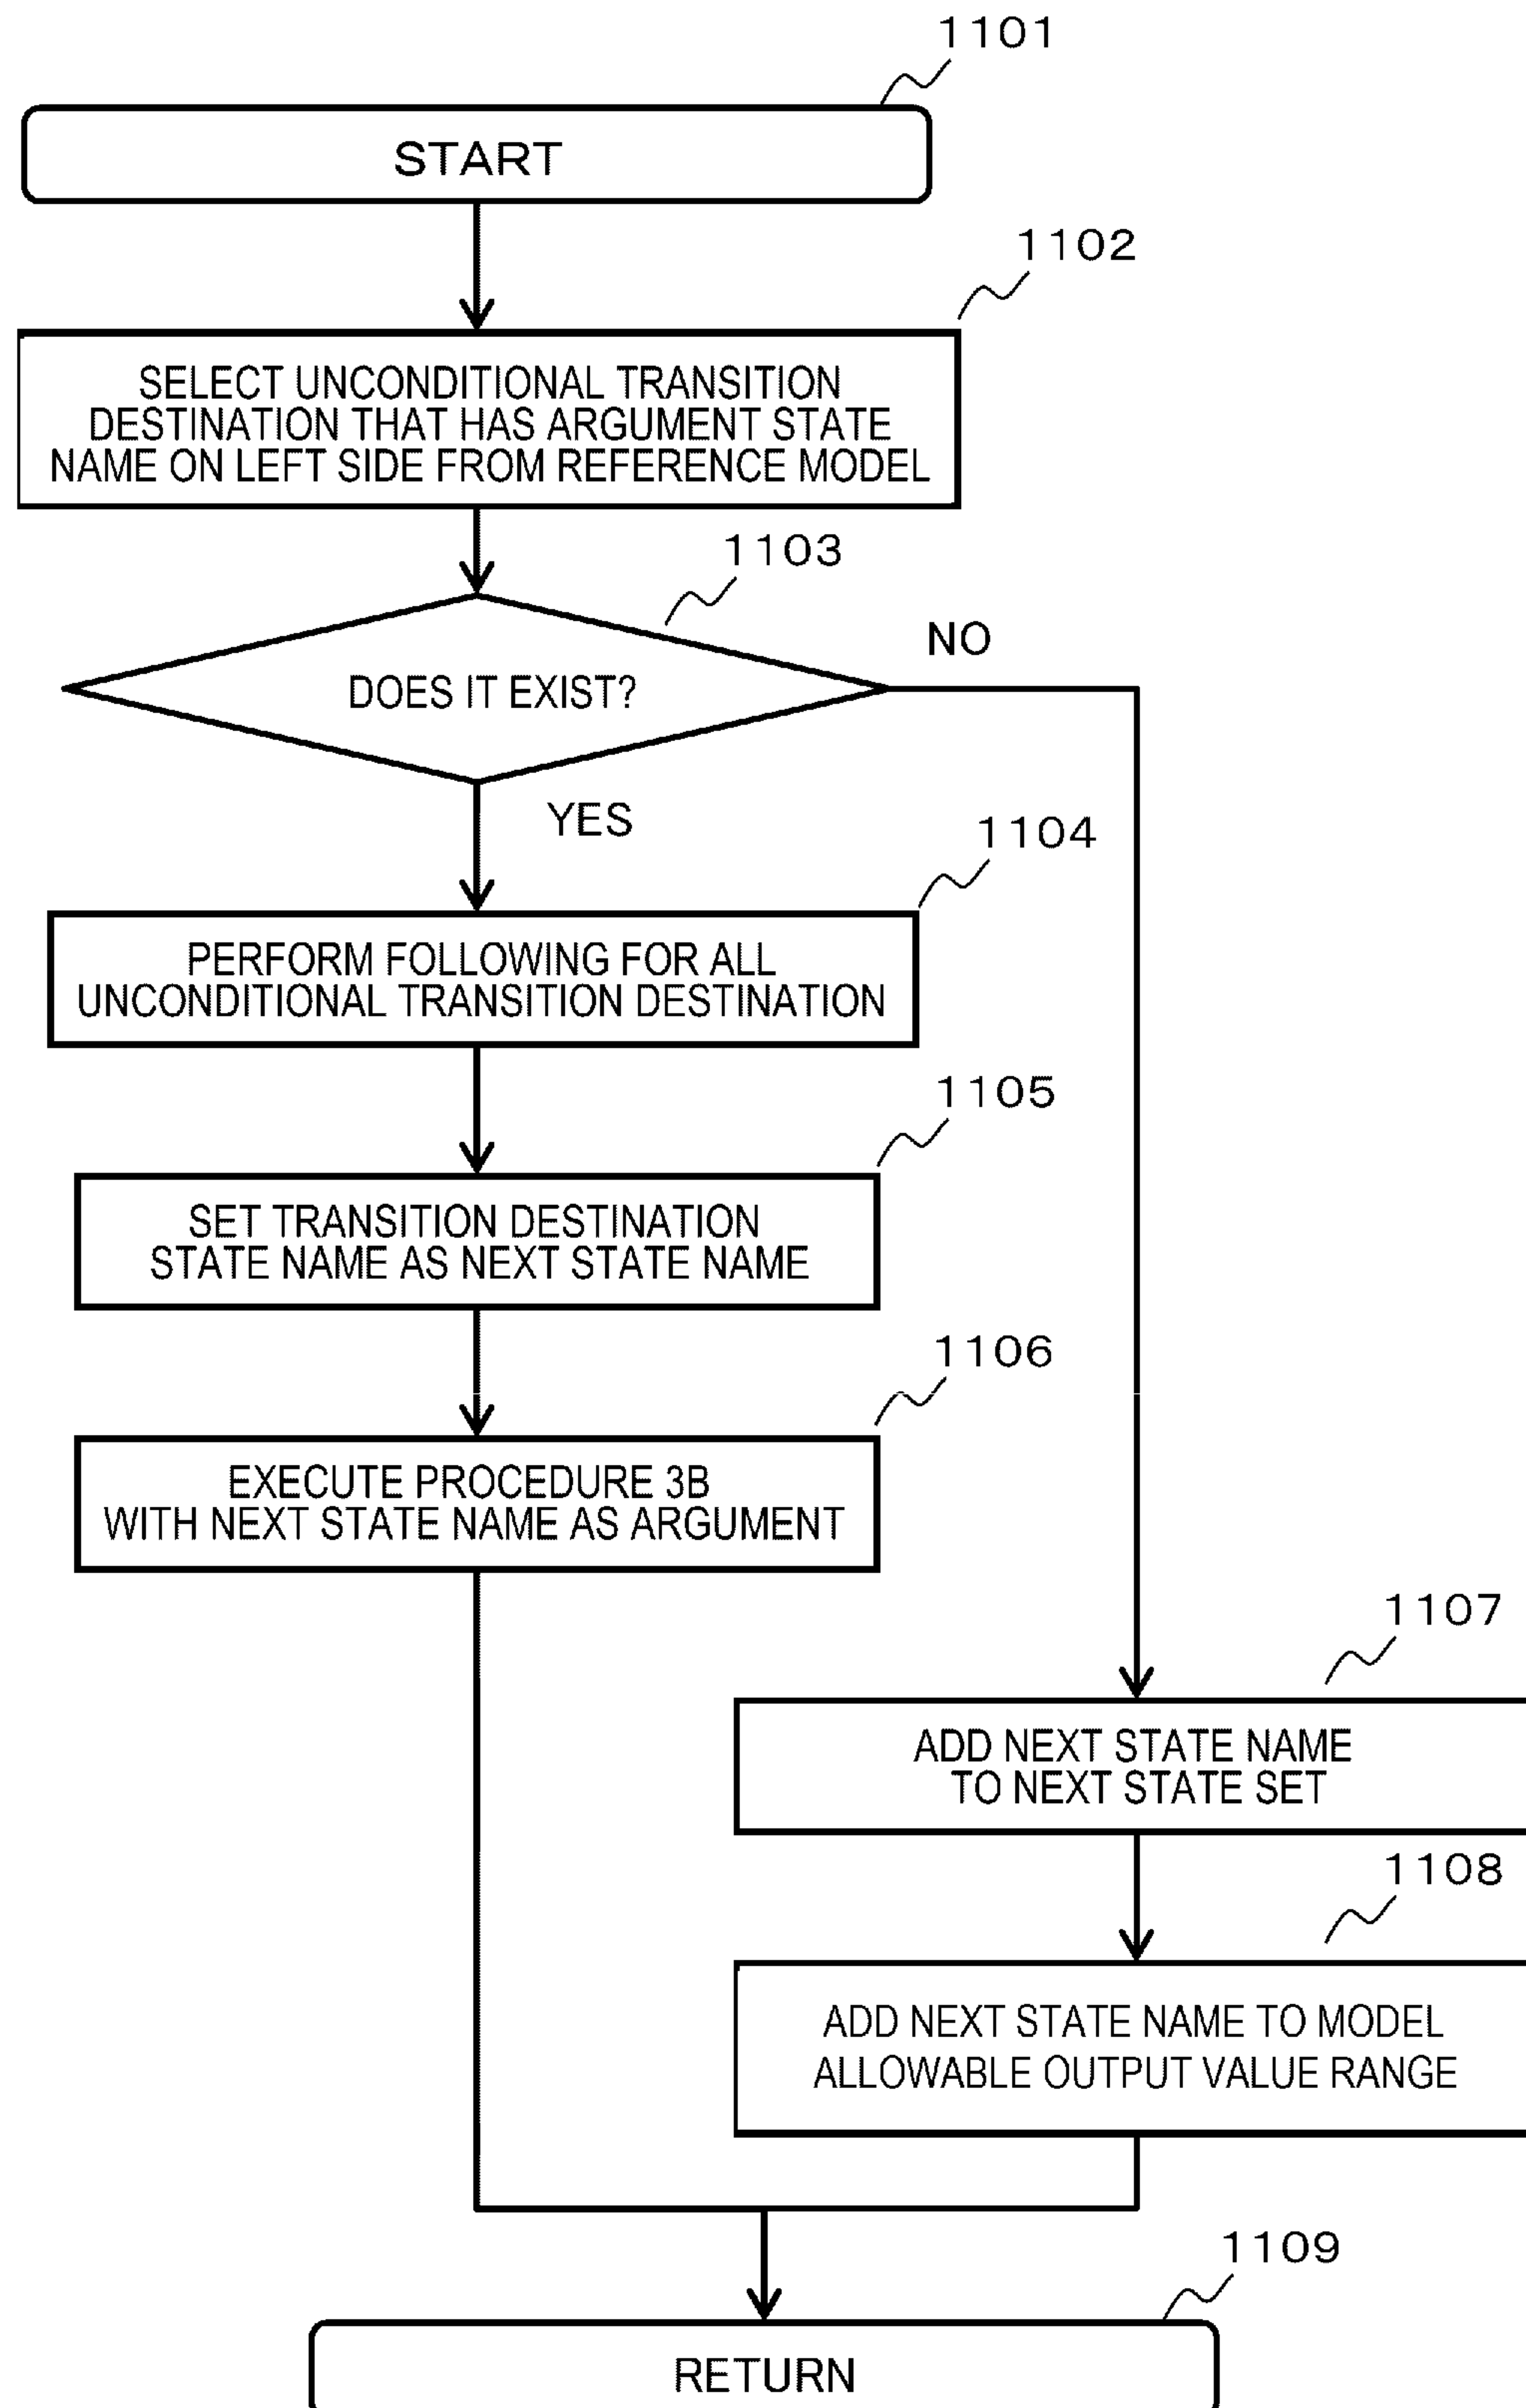 1101
START
1102
SELECT UNCONDITIONAL TRANSITION
DESTINATION THAT HAS ARGUMENT STATE
NAME ON LEFT SIDE FROM REFERENCE MODEL
1103
NO
DOES IT EXIST?
YES
1104
PERFORM FOLLOWING FOR ALL
UNCONDITIONAL TRANSITION DESTINATION
1105
SET TRANSITION DESTINATION
STATE NAME AS NEXT STATE NAME
1106
EXECUTE PROCEDURE 3B
WITH NEXT STATE NAME AS ARGUMENT
1107
ADD NEXT STATE NAME
TO NEXT STATE SET
1108
ADD NEXT STATE NAME TO MODEL
ALLOWABLE OUTPUT VALUE RANGE
1109
RETURN